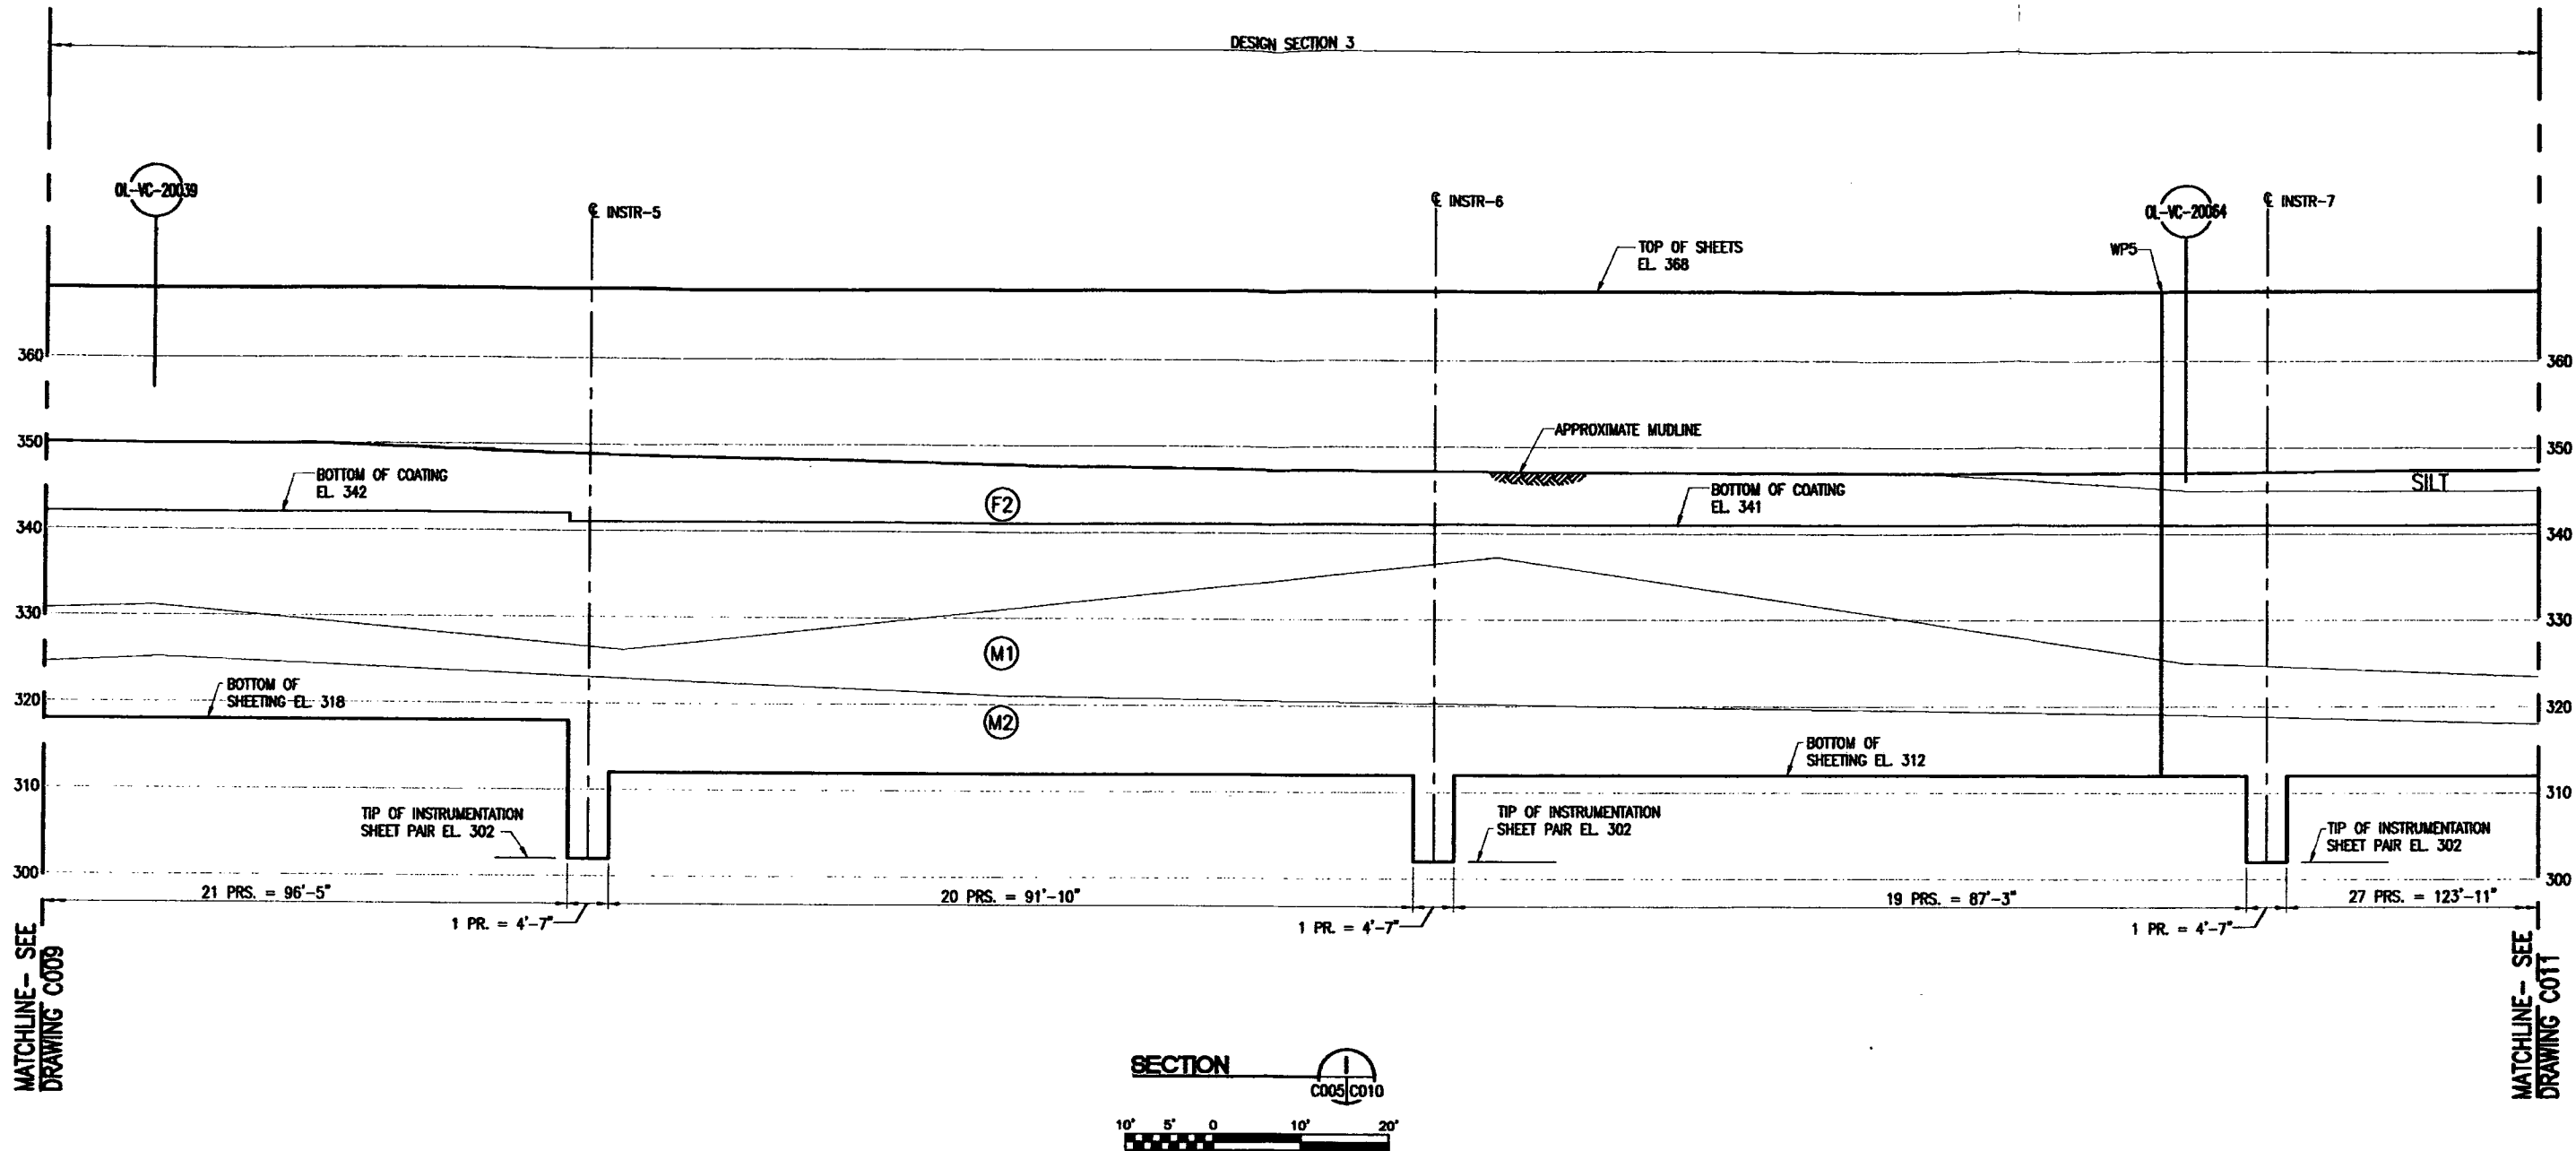 DESIGN SECTION 3
OL-VC-20039
℄ INSTR-5
℄ INSTR-6
OL-VC-20064
℄ INSTR-7
TOP OF SHEETS
EL. 368
WP5
360
360
350
APPROXIMATE MUDLINE
350
BOTTOM OF COATING
EL. 342
F2
BOTTOM OF COATING
EL. 341
SILT
340
340
330
330
M1
BOTTOM OF
SHEETING EL. 318
320
320
M2
BOTTOM OF
SHEETING EL. 312
310
310
TIP OF INSTRUMENTATION
SHEET PAIR EL. 302
TIP OF INSTRUMENTATION
SHEET PAIR EL. 302
TIP OF INSTRUMENTATION
SHEET PAIR EL. 302
300
300
21 PRS. = 96'-5"
20 PRS. = 91'-10"
19 PRS. = 87'-3"
27 PRS. = 123'-11"
1 PR. = 4'-7"
1 PR. = 4'-7"
1 PR. = 4'-7"
MATCHLINE- SEE
DRAWING C009
MATCHLINE- SEE
DRAWING C011
SECTION
I
C005 C010
10' 5' 0 10' 20'